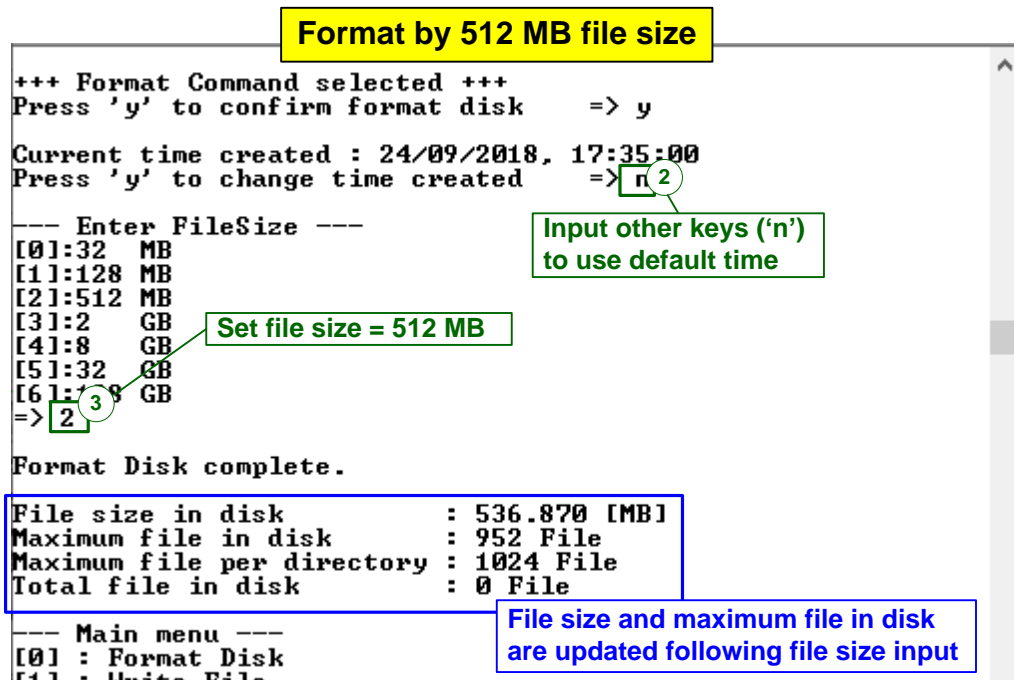 Format by 512 MB file size
+++ Format Command selected +++
Press 'y' to confirm format disk => y
Current time created : 24/09/2018, 17:35:00
Press 'y' to change time created => n 2
Input other keys (‘n’)
to use default time
--- Enter FileSize ---
[0]:32 MB
[1]:128 MB
[2]:512 MB
[3]:2 GB
[4]:8 GB
[5]:32 GB
Set file size = 512 MB
[6]: GB
3
=> 2
Format Disk complete.
File size in disk : 536.870 [MB]
Maximum file in disk : 952 File
Maximum file per directory : 1024 File
Total file in disk : 0 File
File size and maximum file in disk
are updated following file size input
--- Main menu ---
[0] : Format Disk
[1] : Write File